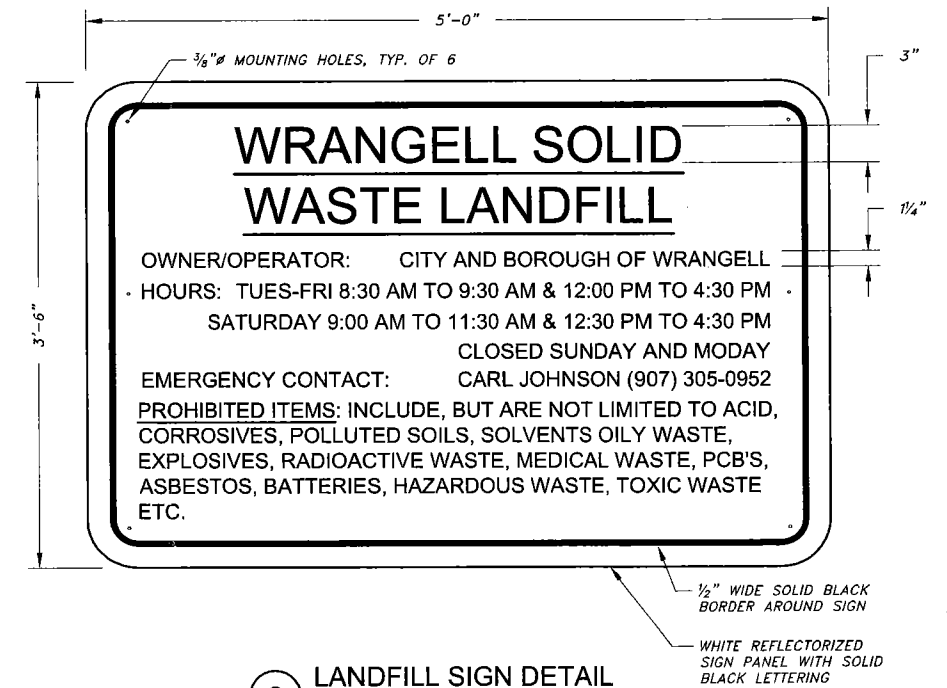 5'-0"
3/8"ø MOUNTING HOLES, TYP. OF 6
3"
WRANGELL SOLID
WASTE LANDFILL
1 1/4"
OWNER/OPERATOR: CITY AND BOROUGH OF WRANGELL
HOURS: TUES-FRI 8:30 AM TO 9:30 AM & 12:00 PM TO 4:30 PM
SATURDAY 9:00 AM TO 11:30 AM & 12:30 PM TO 4:30 PM
CLOSED SUNDAY AND MODAY
3'-6"
EMERGENCY CONTACT: CARL JOHNSON (907) 305-0952
PROHIBITED ITEMS: INCLUDE, BUT ARE NOT LIMITED TO ACID,
CORROSIVES, POLLUTED SOILS, SOLVENTS OILY WASTE,
EXPLOSIVES, RADIOACTIVE WASTE, MEDICAL WASTE, PCB'S,
ASBESTOS, BATTERIES, HAZARDOUS WASTE, TOXIC WASTE
ETC.
1/2" WIDE SOLID BLACK
BORDER AROUND SIGN
WHITE REFLECTORIZED
SIGN PANEL WITH SOLID
BLACK LETTERING
LANDFILL SIGN DETAIL